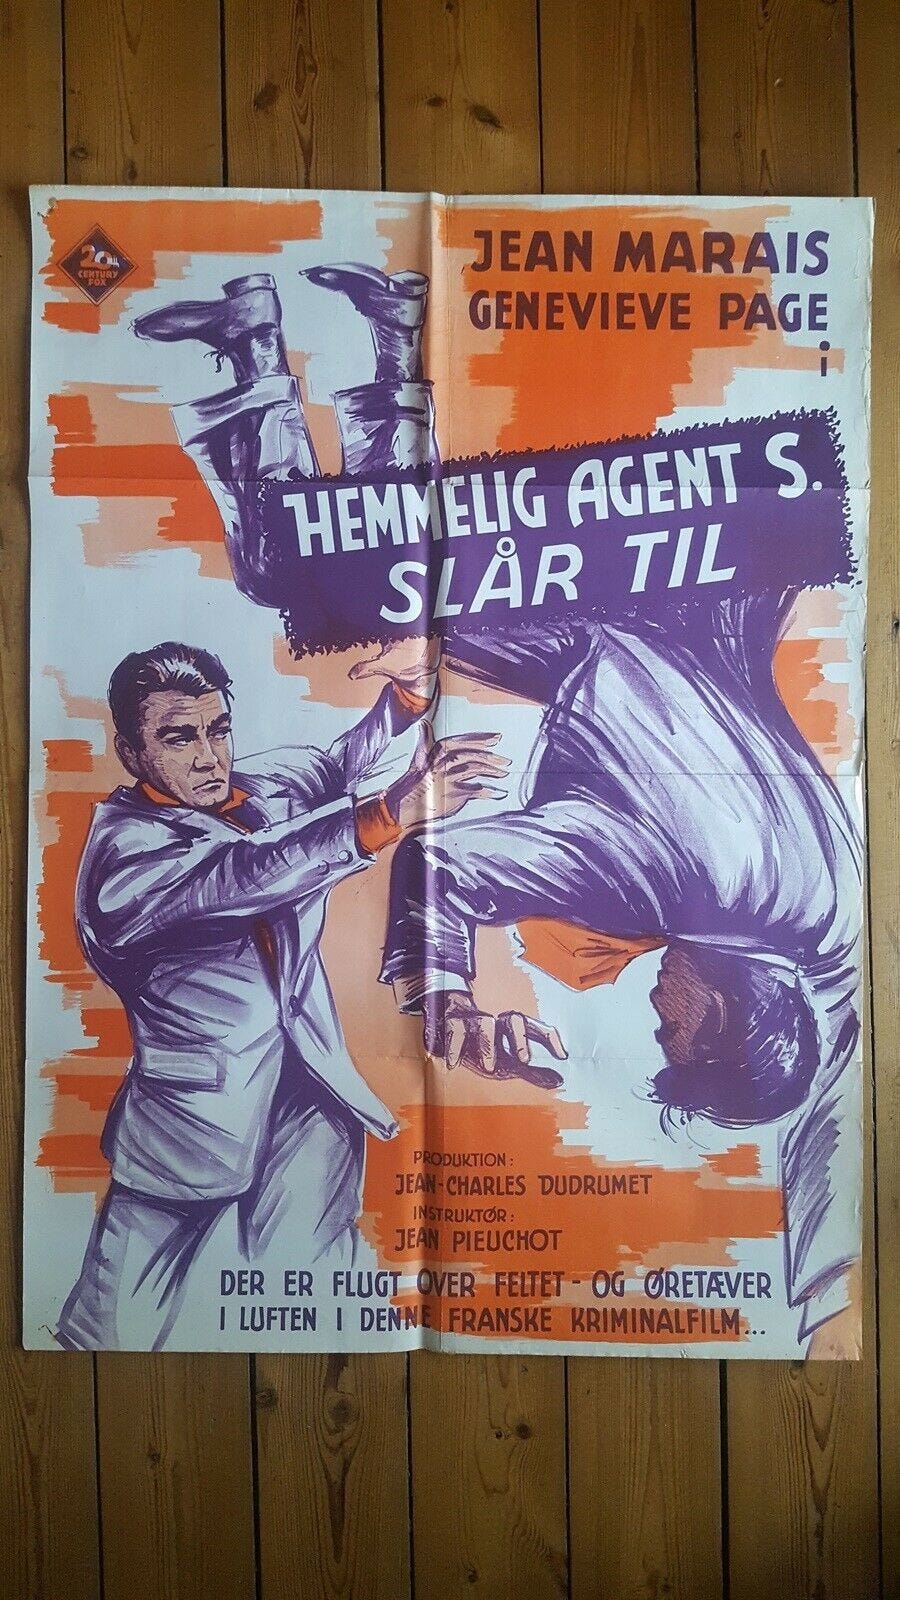 20th
CENTURY
FOX
JEAN MARAIS
GENEVIEVE PAGE
i
HEMMELIG AGENT S.
SLÅR TIL
PRODUKTION:
JEAN-CHARLES DUDRUMET
INSTRUKTØR:
JEAN PIEUCHOT
DER ER FLUGT OVER FELTET - OG ØRETÆVER
I LUFTEN I DENNE FRANSKE KRIMINALFILM...